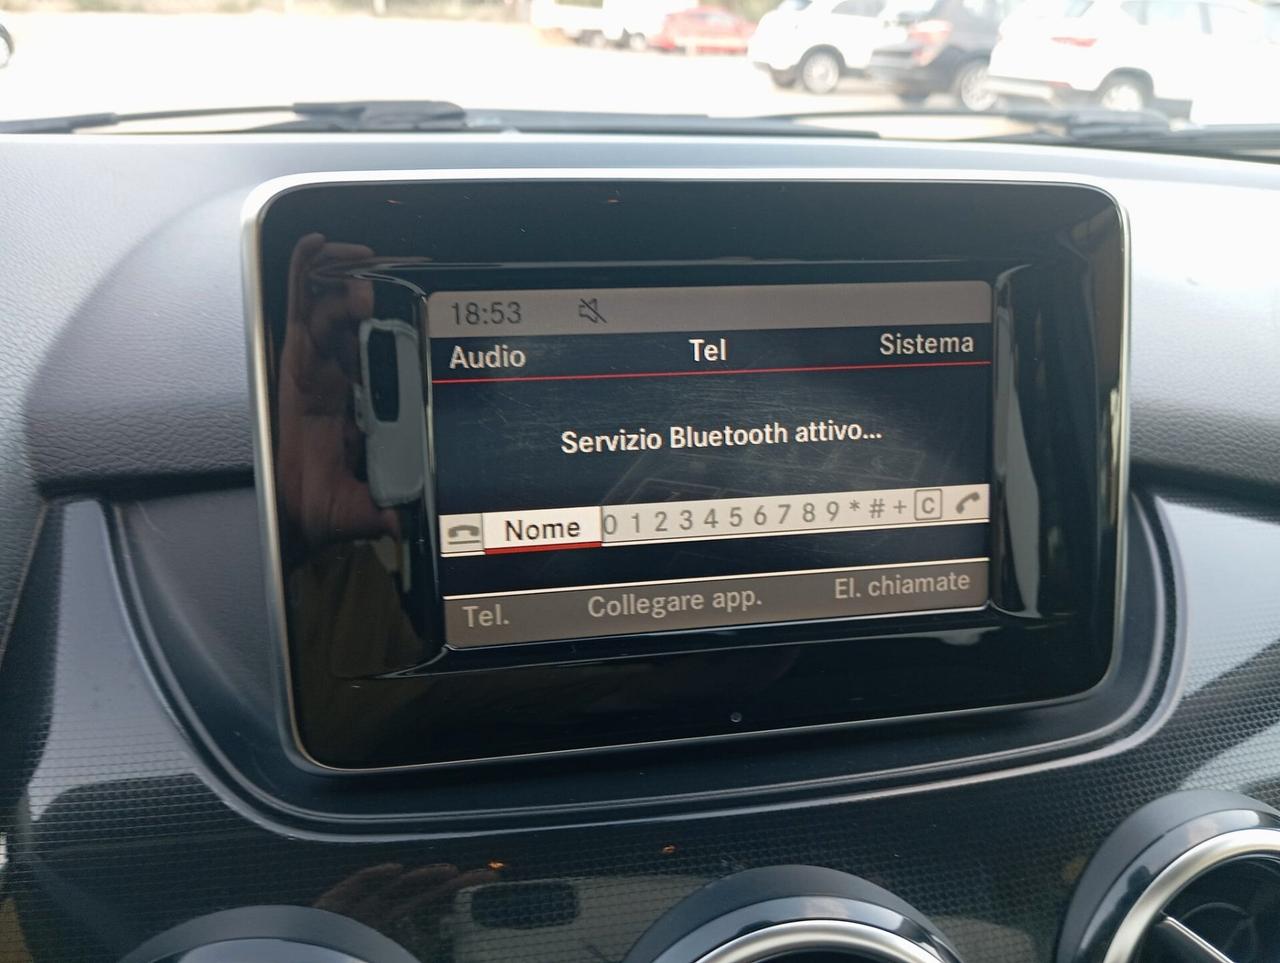 18:53
Audio Tel Sistema
Servizio Bluetooth attivo...
Nome 0 1 2 3 4 5 6 7 8 9 * # + C
Tel. Collegare app. El. chiamate